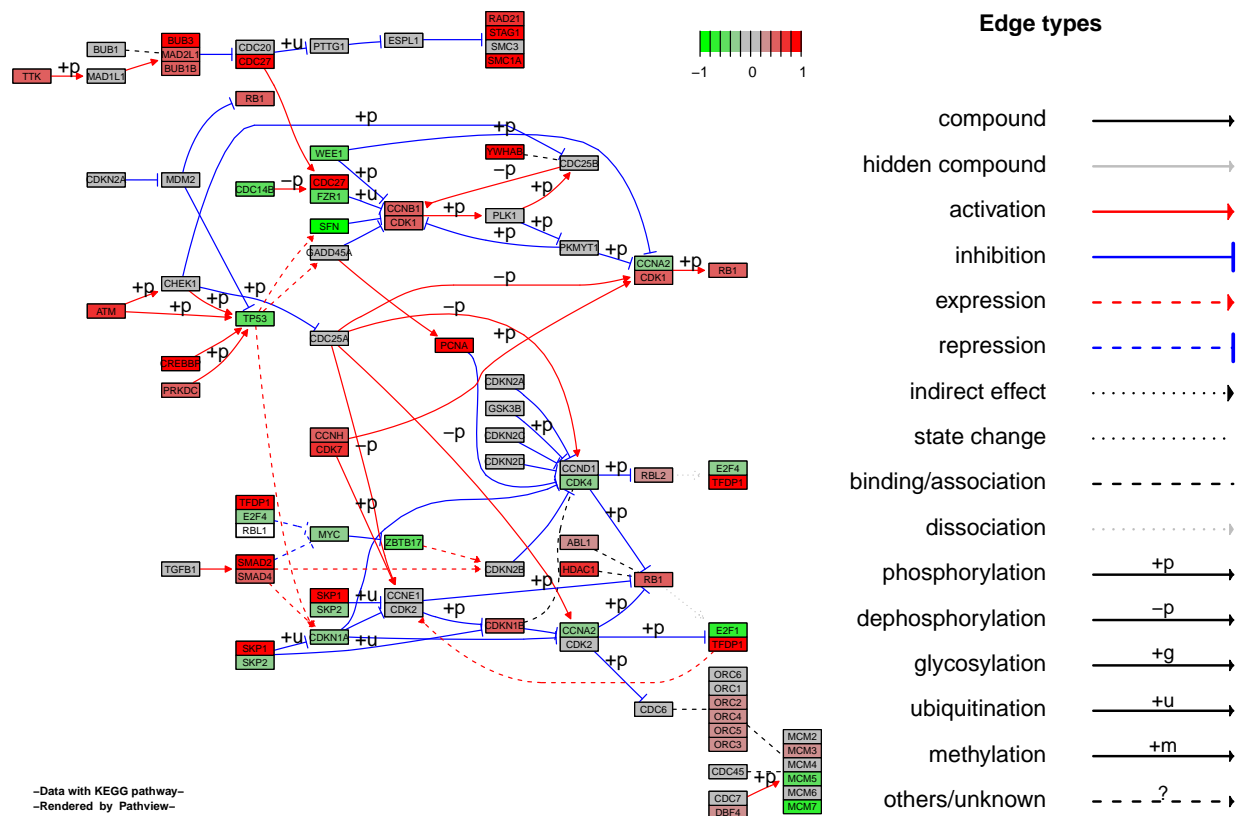 Edge types
−1 0 1
compound
hidden compound
activation
inhibition
expression
repression
indirect effect
state change
binding/association
dissociation
phosphorylation +p
dephosphorylation −p
glycosylation +g
ubiquitination +u
methylation +m
others/unknown ?
TTK
+p
BUB1
MAD1L1
BUB3
MAD2L1
BUB1B
CDC20
CDC27
+u
PTTG1
ESPL1
RAD21
STAG1
SMC3
SMC1A
RB1
CDKN2A
MDM2
CDC14B
−p
WEE1
CDC27
FZR1
+p
+u
+p
+p
YWHAB
CDC25B
−p
+p
SFN
GADD45A
CCNB1
CDK1
+p
PLK1
+p
+p
PKMYT1
+p
CCNA2
CDK1
+p
RB1
CHEK1
ATM
+p
+p
+p
+p
TP53
CREBBP
+p
PRKDC
CDC25A
−p
−p
PCNA
CDKN2A
GSK3B
CDKN2C
CDKN2D
+p
CCNH
CDK7
−p
−p
CCND1
CDK4
+p
RBL2
E2F4
TFDP1
TFDP1
E2F4
RBL1
MYC
ZBTB17
+p
+p
TGFB1
SMAD2
SMAD4
CDKN2B
ABL1
HDAC1
RB1
+p
SKP1
SKP2
+u
CCNE1
CDK2
+p
CDKN1B
+p
SKP1
SKP2
+u
CDKN1A
+u
CCNA2
CDK2
+p
E2F1
TFDP1
+p
CDC6
ORC6
ORC1
ORC2
ORC4
ORC5
ORC3
CDC45
CDC7
DBF4
+p
MCM2
MCM3
MCM4
MCM5
MCM6
MCM7
−Data with KEGG pathway−
−Rendered by Pathview−